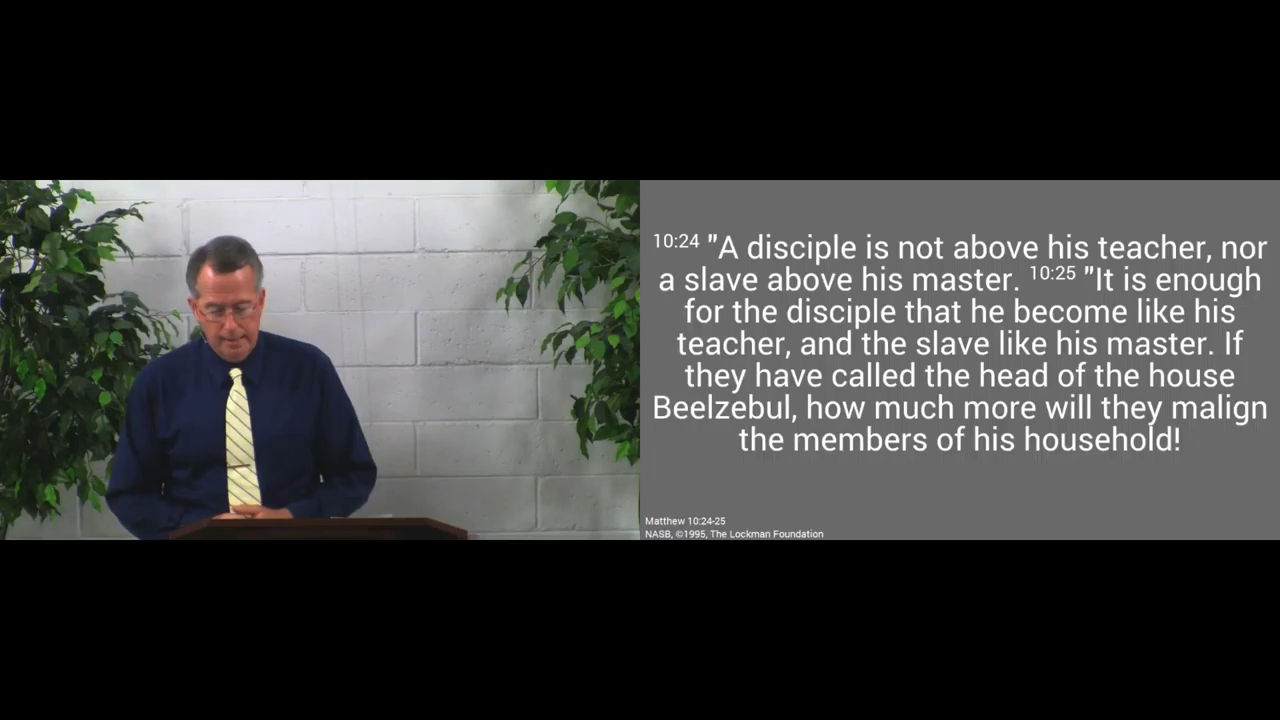 10:24 "A disciple is not above his teacher, nor
a slave above his master. 10:25 "It is enough
for the disciple that he become like his
teacher, and the slave like his master. If
they have called the head of the house
Beelzebul, how much more will they malign
the members of his household!
Matthew 10:24-25
NASB, ©1995, The Lockman Foundation